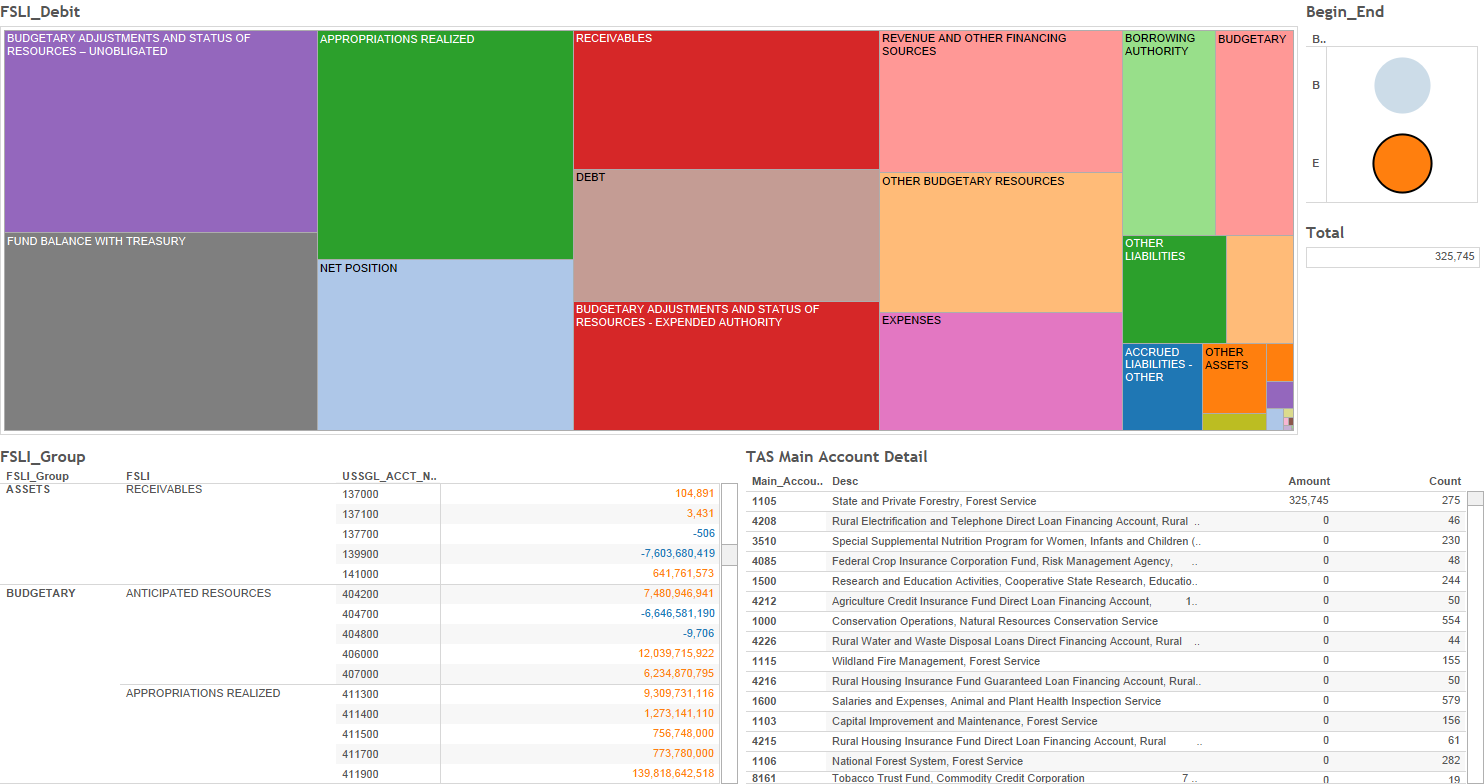 FSLI_Debit
BUDGETARY ADJUSTMENTS AND STATUS OF
RESOURCES – UNOBLIGATED
FUND BALANCE WITH TREASURY
APPROPRIATIONS REALIZED
NET POSITION
RECEIVABLES
DEBT
BUDGETARY ADJUSTMENTS AND STATUS OF
RESOURCES - EXPENDED AUTHORITY
REVENUE AND OTHER FINANCING
SOURCES
OTHER BUDGETARY RESOURCES
EXPENSES
BORROWING
AUTHORITY
BUDGETARY
OTHER
LIABILITIES
ACCRUED
LIABILITIES -
OTHER
OTHER
ASSETS
Begin_End
B..
B
E
Total
325,745
FSLI_Group
FSLI_Group FSLI USSGL_ACCT_N..
ASSETS RECEIVABLES 137000 104,891
137100 3,431
137700 -506
139900 -7,603,680,419
141000 641,761,573
BUDGETARY ANTICIPATED RESOURCES 404200 7,480,946,941
404700 -6,646,581,190
404800 -9,706
406000 12,039,715,922
407000 6,234,870,795
APPROPRIATIONS REALIZED 411300 9,309,731,116
411400 1,273,141,110
411500 756,748,000
411700 773,780,000
411900 139,818,642,518
TAS Main Account Detail
Main_Accou.. Desc Amount Count
1105 State and Private Forestry, Forest Service 325,745 275
4208 Rural Electrification and Telephone Direct Loan Financing Account, Rural .. 0 46
3510 Special Supplemental Nutrition Program for Women, Infants and Children (.. 0 230
4085 Federal Crop Insurance Corporation Fund, Risk Management Agency, .. 0 48
1500 Research and Education Activities, Cooperative State Research, Educatio.. 0 244
4212 Agriculture Credit Insurance Fund Direct Loan Financing Account, 1.. 0 50
1000 Conservation Operations, Natural Resources Conservation Service 0 554
4226 Rural Water and Waste Disposal Loans Direct Financing Account, Rural .. 0 44
1115 Wildland Fire Management, Forest Service 0 155
4216 Rural Housing Insurance Fund Guaranteed Loan Financing Account, Rural.. 0 50
1600 Salaries and Expenses, Animal and Plant Health Inspection Service 0 579
1103 Capital Improvement and Maintenance, Forest Service 0 156
4215 Rural Housing Insurance Fund Direct Loan Financing Account, Rural .. 0 61
1106 National Forest System, Forest Service 0 282
8161 Tobacco Trust Fund, Commodity Credit Corporation 7 .. 0 19